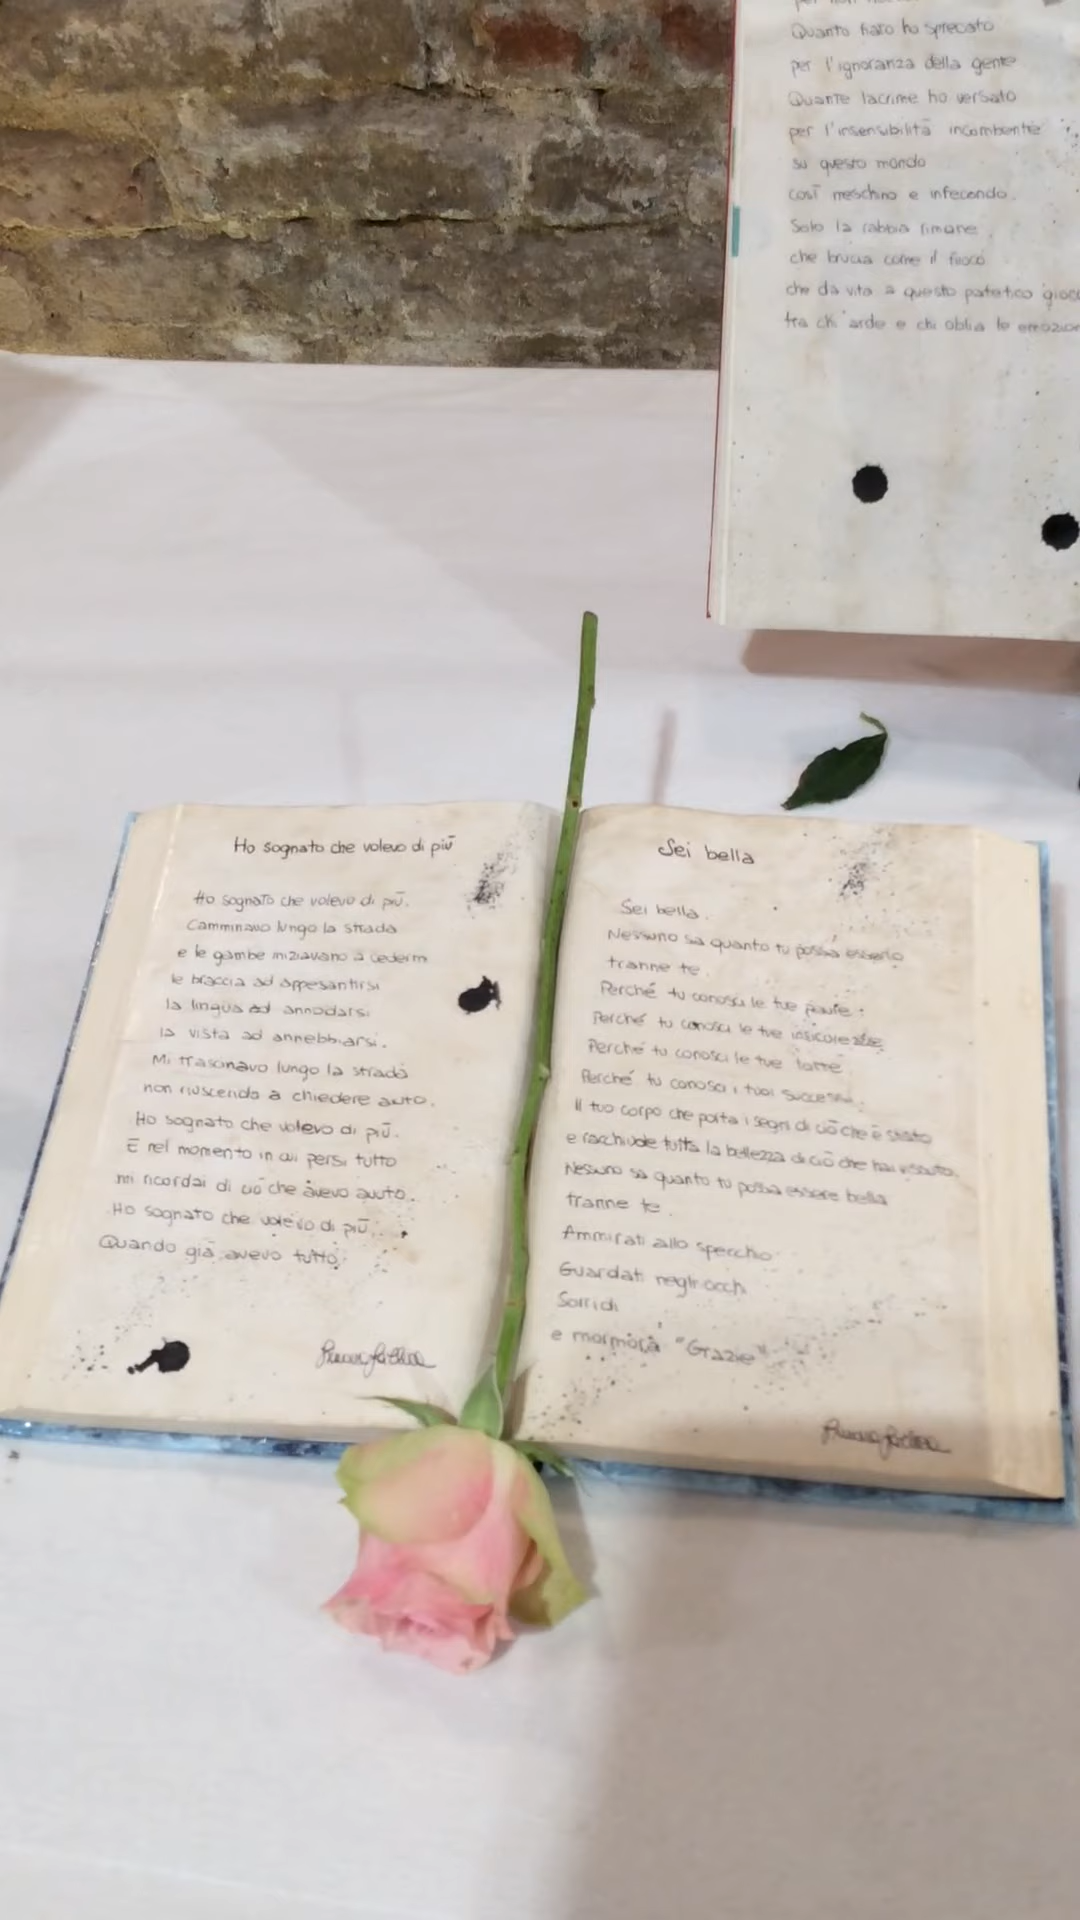 Quanto fiato ho sprecato
per l'ignoranza della gente
Quante lacrime ho versato
per l'insensibilità incombente
su questo mondo
così meschino e infecondo.
Solo la rabbia rimane
che brucia come il fuoco
che da vita a questo patetico
tra chi arde e chi oblia le
Ho sognato che volevo di più
Ho sognato che volevo di più.
Camminavo lungo la strada
e le gambe iniziavano a cedermi
le braccia ad appesantirsi
la lingua ad annodarsi
la vista ad annebbiarsi.
Mi trascinavo lungo la strada
non riuscendo a chiedere aiuto.
Ho sognato che volevo di più.
E nel momento in cui persi tutto
mi ricordai di ciò che avevo avuto.
Ho sognato che volevo di più.
Quando già avevo tutto.
Sei bella
Sei bella.
Nessuno sa quanto tu possa esserlo
tranne te.
Perché tu conosci le tue paure.
Perché tu conosci le tue insicurezze.
Perché tu conosci le tue lotte.
Perché tu conosci i tuoi successi.
Il tuo corpo che porta i segni di ciò che è stato
e racchiude tutta la bellezza di ciò che hai vissuto.
Nessuno sa quanto tu possa essere bella
tranne te.
Ammirati allo specchio
Guardati negli occhi
Sorridi
e mormora "Grazie"